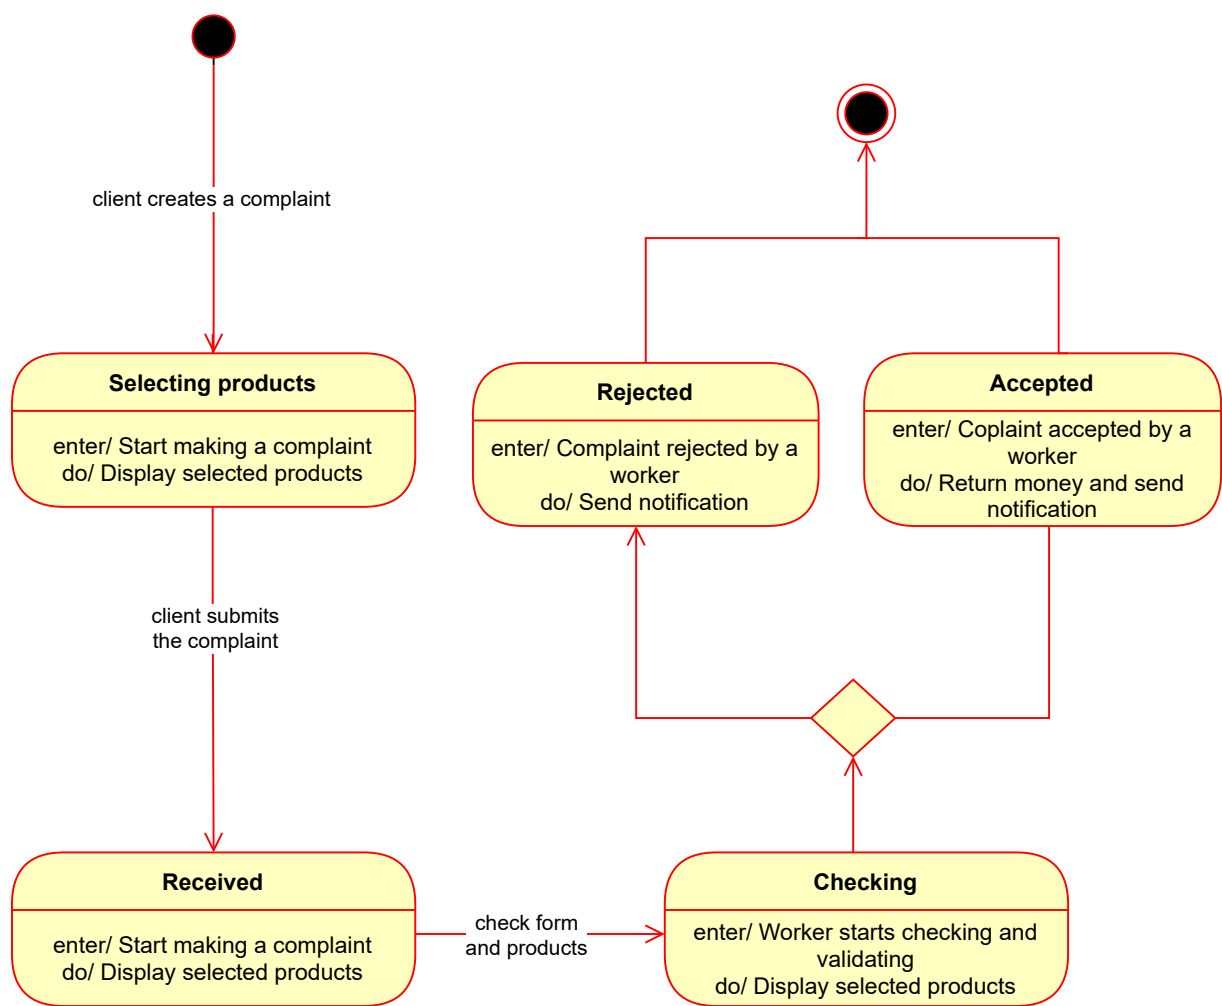 client creates a complaint
Selecting products
enter/ Start making a complaint
do/ Display selected products
client submits
the complaint
Received
enter/ Start making a complaint
do/ Display selected products
check form
and products
Checking
enter/ Worker starts checking and
validating
do/ Display selected products
Rejected
enter/ Complaint rejected by a
worker
do/ Send notification
Accepted
enter/ Coplaint accepted by a
worker
do/ Return money and send
notification